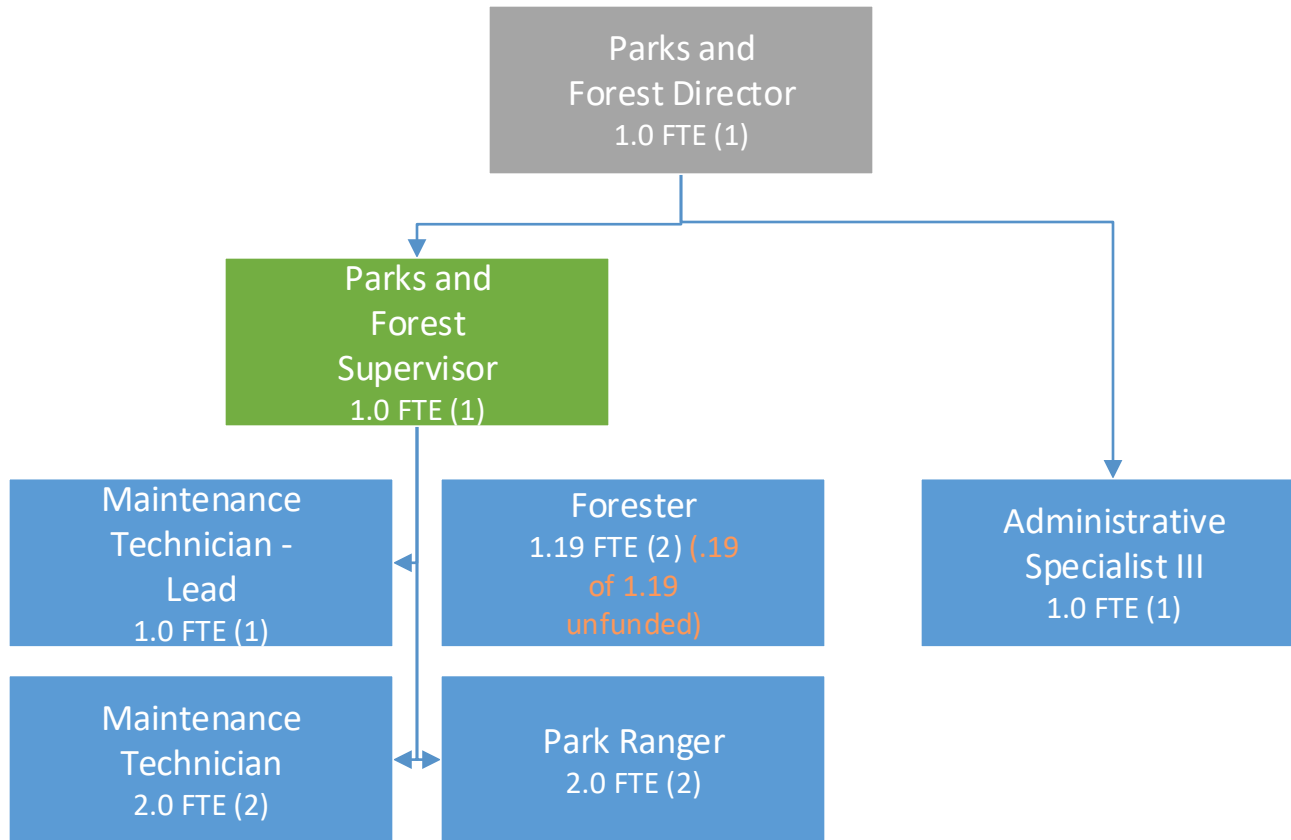 Parks and
Forest Director
1.0 FTE (1)
Parks and
Forest
Supervisor
1.0 FTE (1)
Maintenance
Technician -
Lead
1.0 FTE (1)
Forester
1.19 FTE (2) (.19
of 1.19
unfunded)
Administrative
Specialist III
1.0 FTE (1)
Maintenance
Technician
2.0 FTE (2)
Park Ranger
2.0 FTE (2)